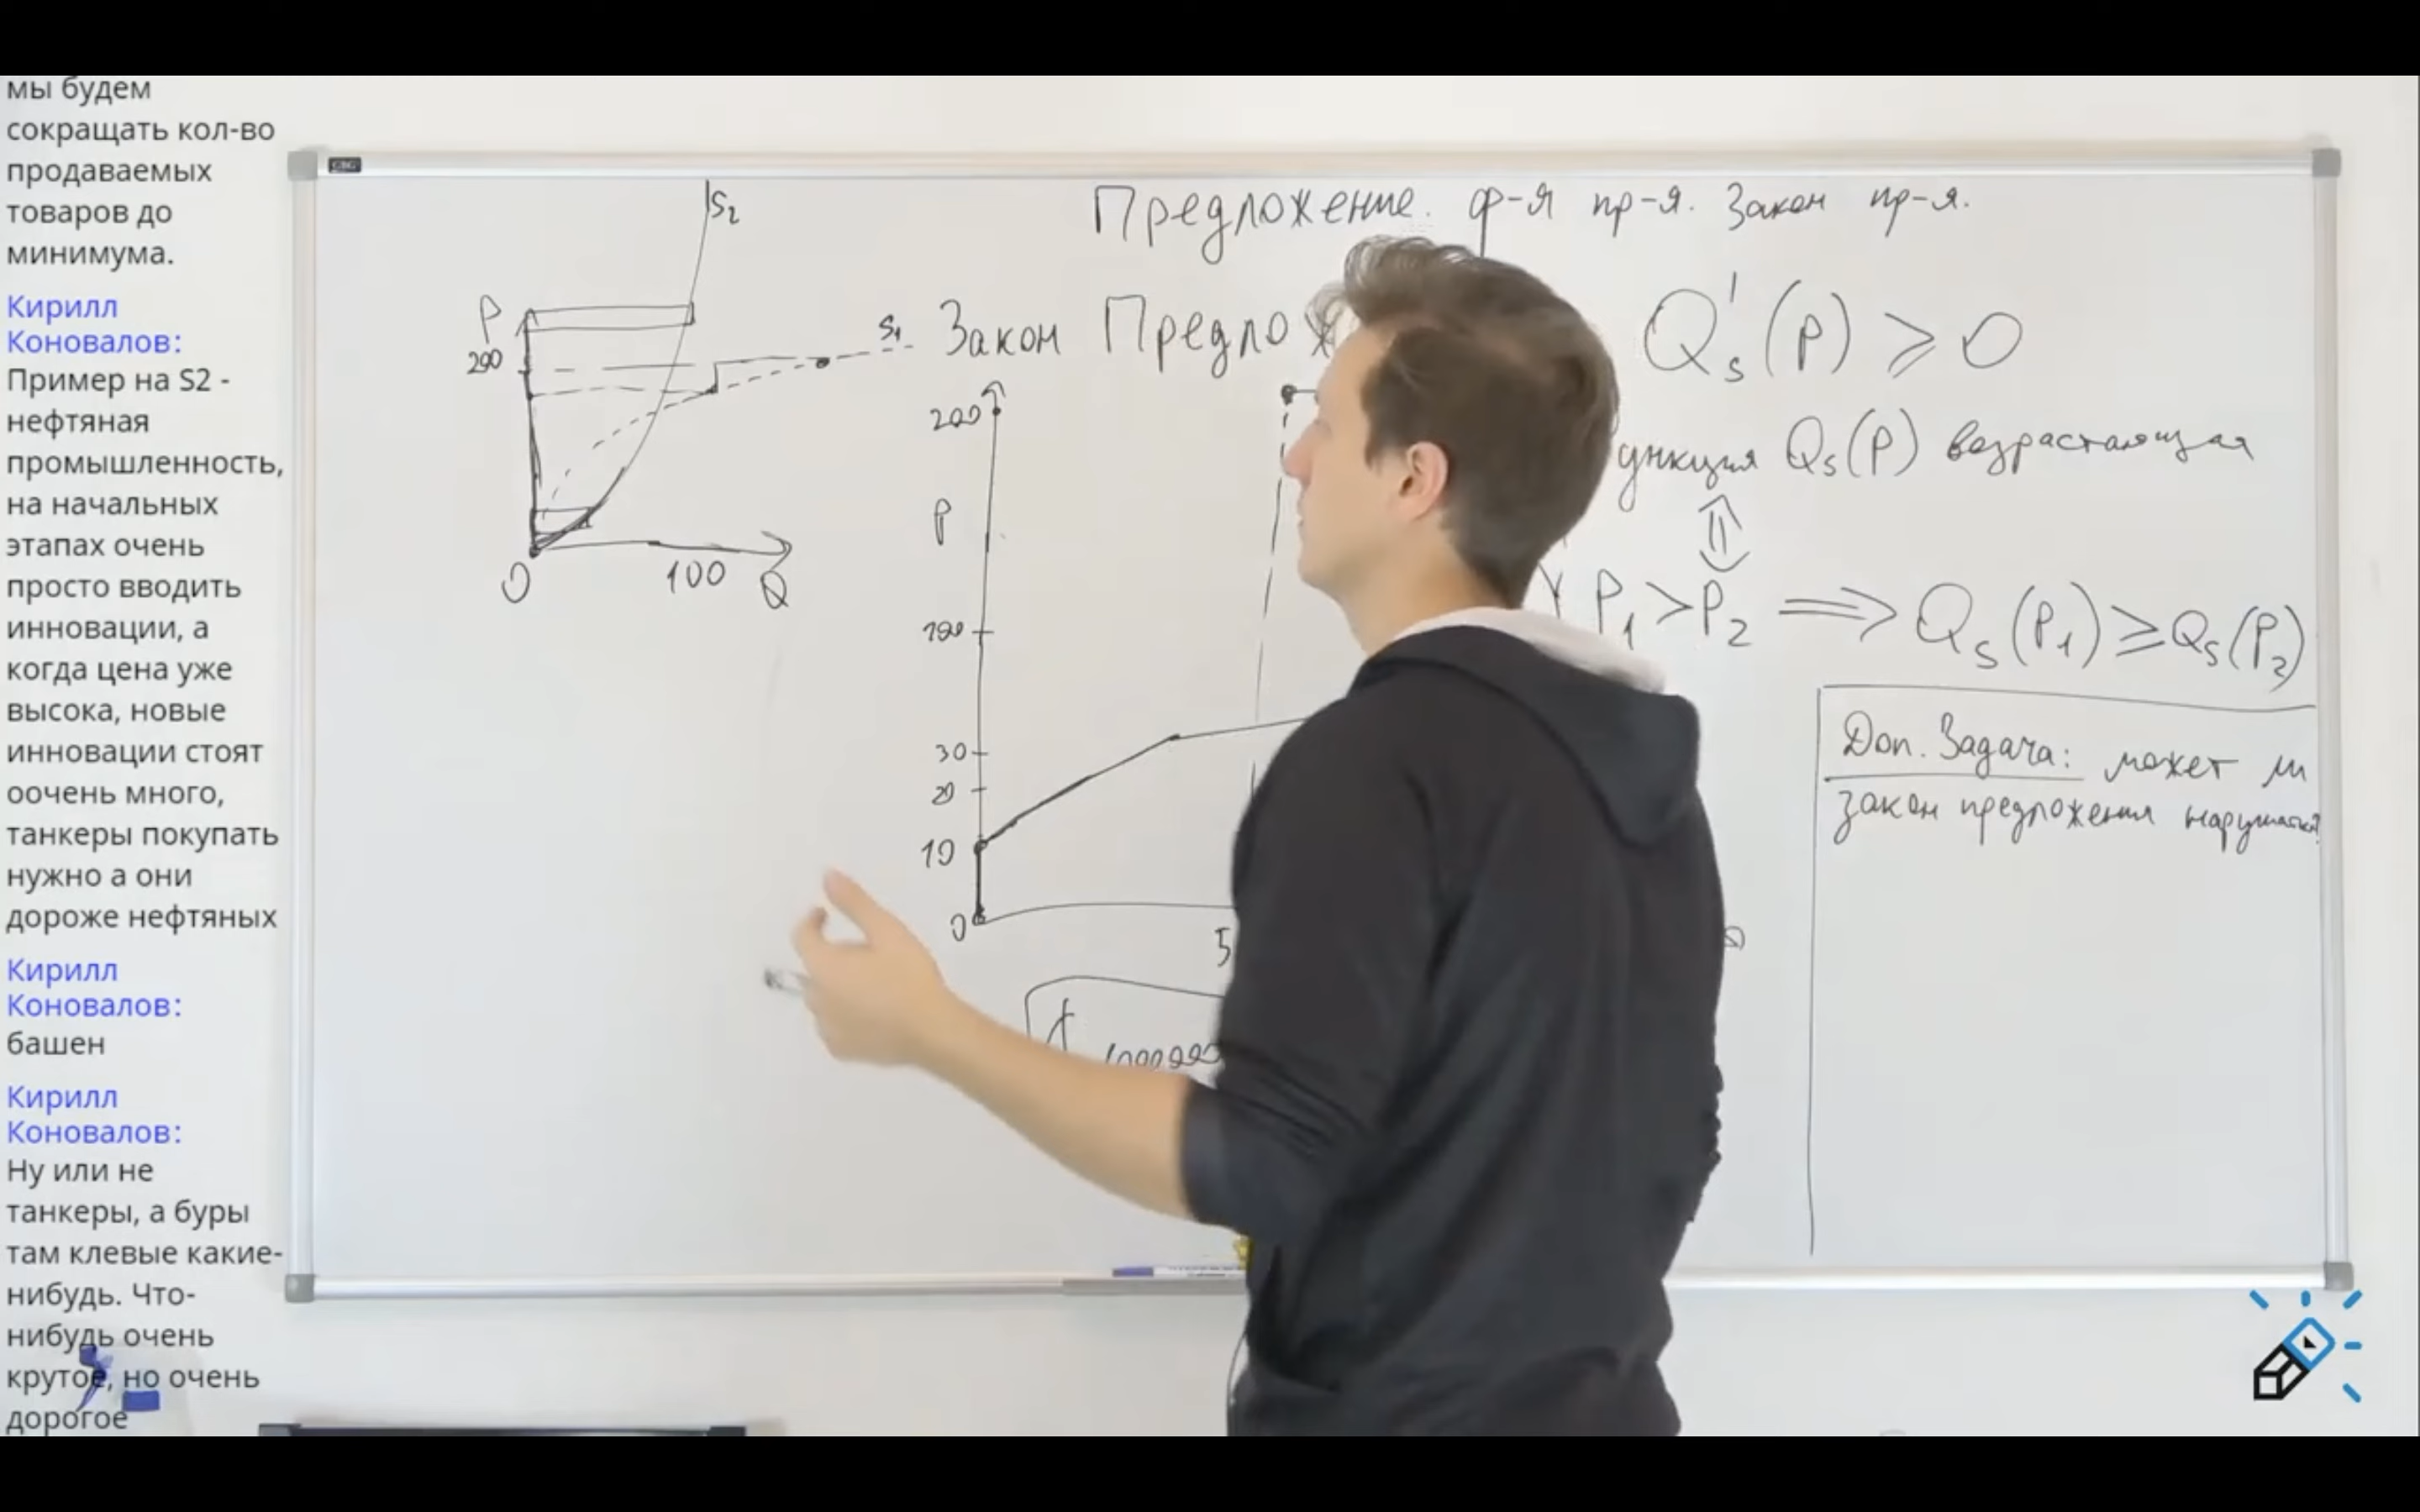 мы будем
сокращать кол-во
продаваемых
товаров до
минимума.
Кирилл
Коновалов:
Пример на S2 -
нефтяная
промышленность,
на начальных
этапах очень
просто вводить
инновации, а
когда цена уже
высока, новые
инновации стоят
оочень много,
танкеры покупать
нужно а они
дороже нефтяных
Кирилл
Коновалов:
башен
Кирилл
Коновалов:
Ну или не
танкеры, а буры
там клевые какие-
нибудь. Что-
нибудь очень
крутое, но очень
дорогое
Предложение. ф-я пр-я. Закон пр-я.
S2
P
200
S1
0
100
Q
Закон Предло
Q's(P) ⩾ 0
200
P
100
30
20
10
0
5
1000000
ункция Qs(P) возрастающая
⇕
∀ P1 > P2 ⟹ Qs(P1) ⩾ Qs(P2)
Доп. Задача: может ли
закон предложения